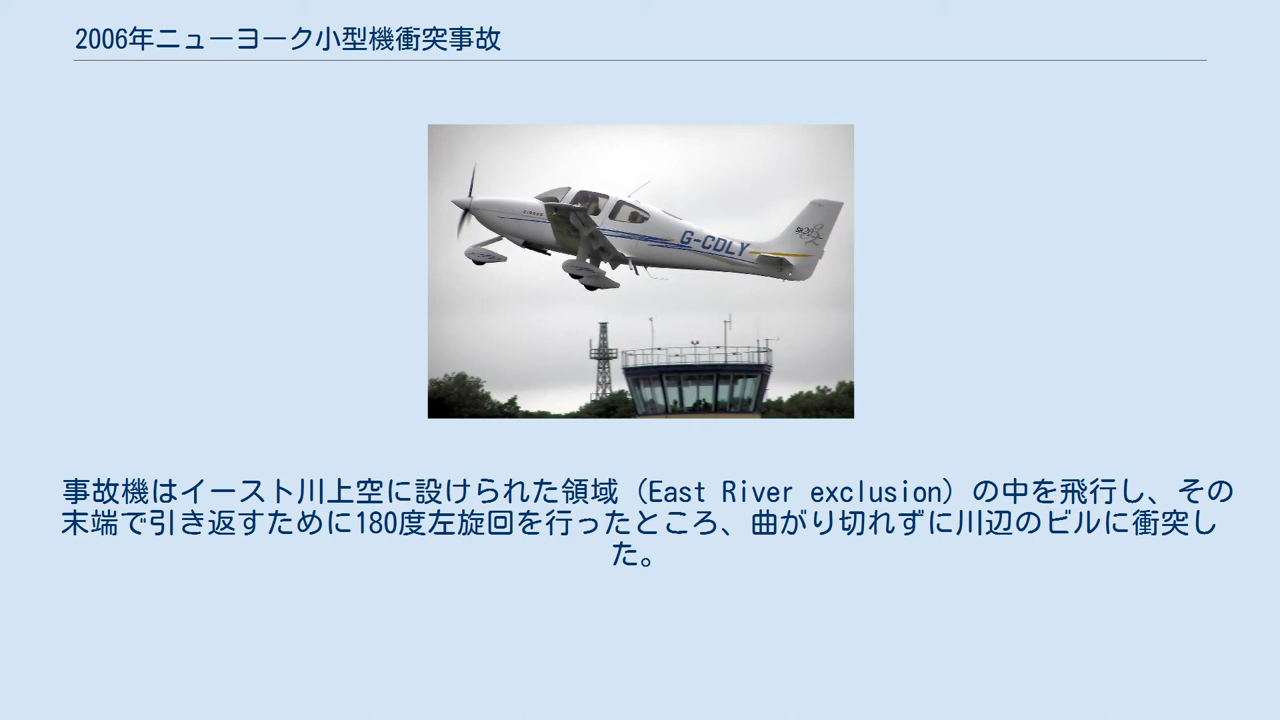 2006年ニューヨーク小型機衝突事故
G-CDLY
事故機はイースト川上空に設けられた領域（East River exclusion）の中を飛行し、その
末端で引き返すために180度左旋回を行ったところ、曲がり切れずに川辺のビルに衝突し
た。